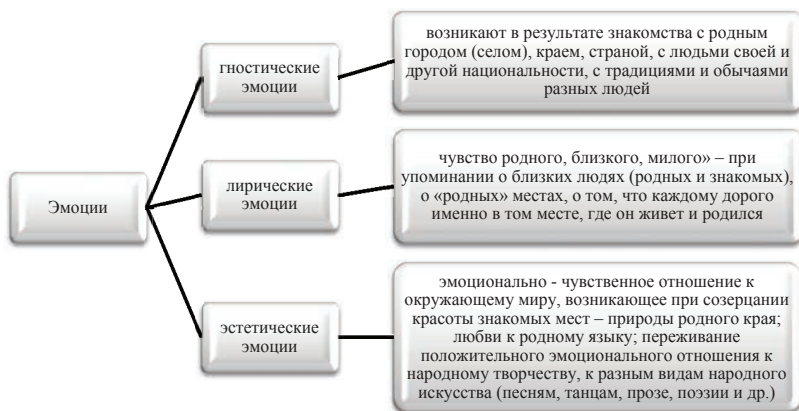 Эмоции
гностические
эмоции
возникают в результате знакомства с родным
городом (селом), краем, страной, с людьми своей и
другой национальности, с традициями и обычаями
разных людей
лирические
эмоции
чувство родного, близкого, милого» – при
упоминании о близких людях (родных и знакомых),
о «родных» местах, о том, что каждому дорого
именно в том месте, где он живет и родился
эстетические
эмоции
эмоционально - чувственное отношение к
окружающему миру, возникающее при созерцании
красоты знакомых мест – природы родного края;
любви к родному языку; переживание
положительного эмоционального отношения к
народному творчеству, к разным видам народного
искусства (песням, танцам, прозе, поэзии и др.)